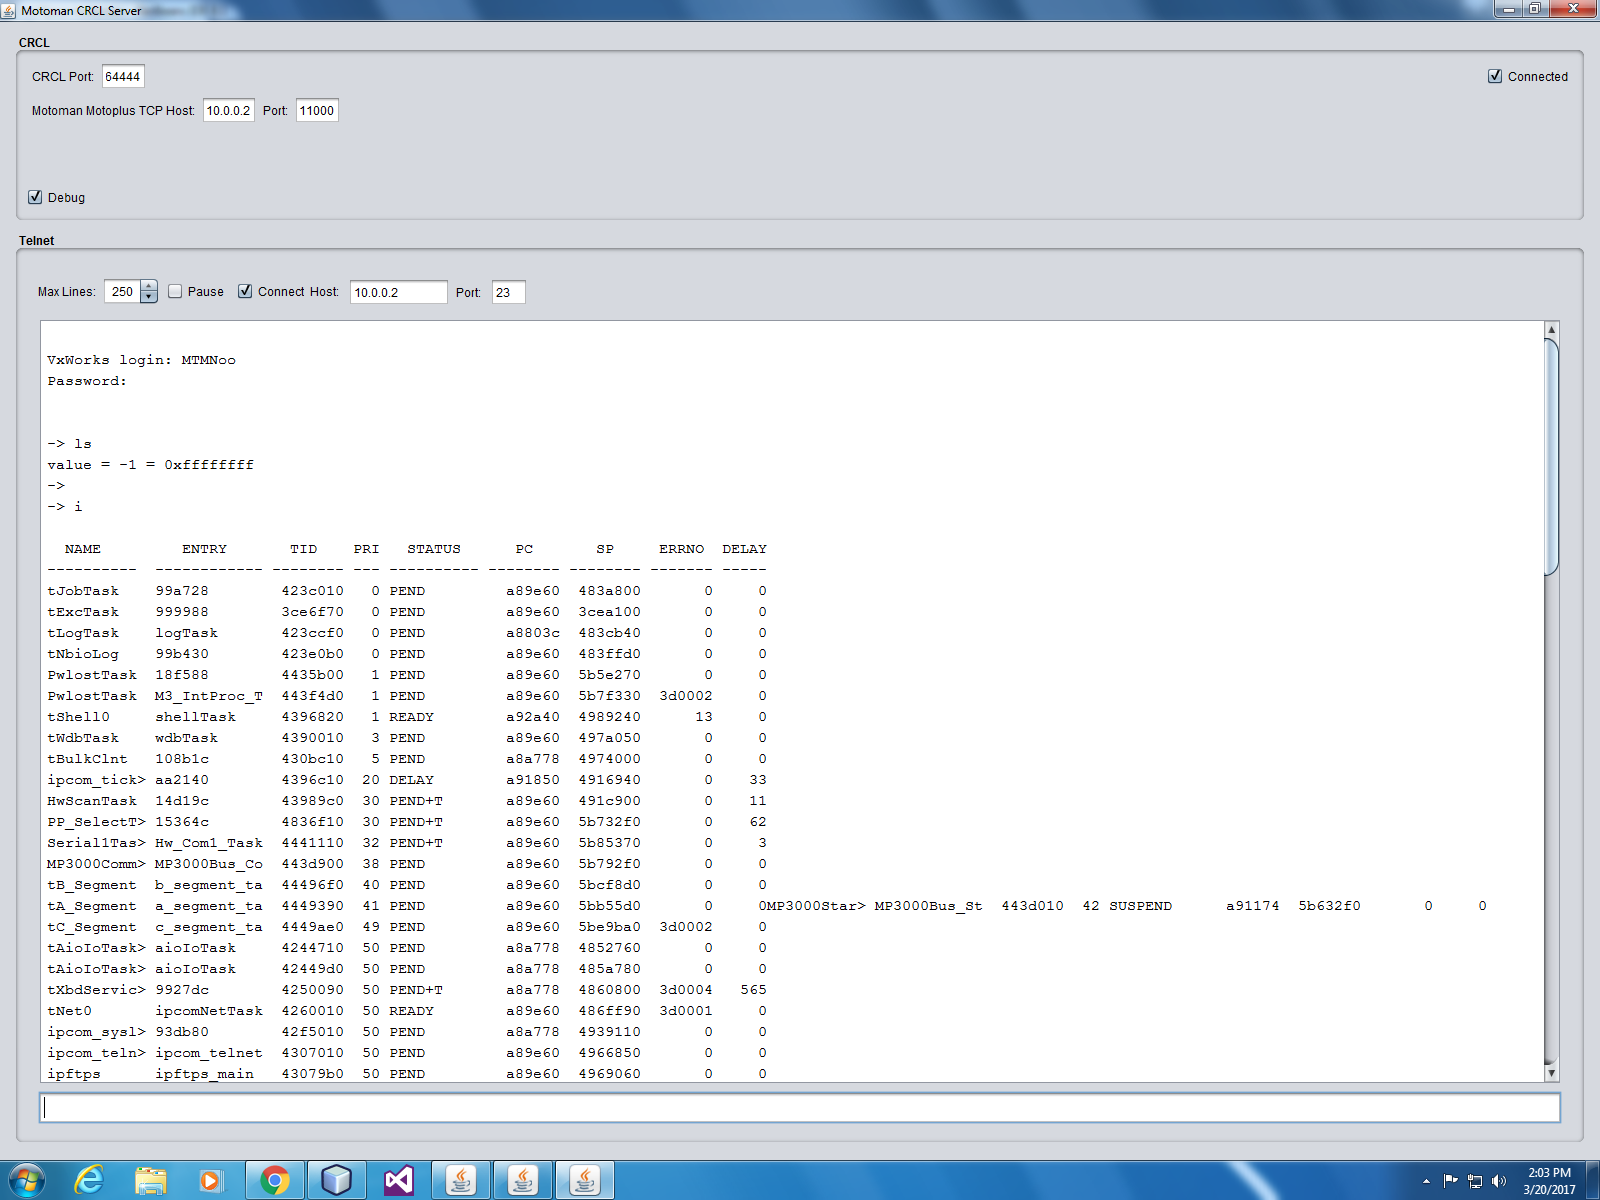 Motoman CRCL Server
CRCL
CRCL Port: 64444
Connected
Motoman Motoplus TCP Host: 10.0.0.2 Port: 11000
Debug
Telnet
Max Lines: 250 Pause Connect Host: 10.0.0.2 Port: 23
VxWorks login: MTMNoo
Password:
-> ls
value = -1 = 0xffffffff
->
-> i
NAME ENTRY TID PRI STATUS PC SP ERRNO DELAY
---------- ------------ -------- --- ---------- -------- -------- ------- -----
tJobTask 99a728 423c010 0 PEND a89e60 483a800 0 0
tExcTask 999988 3ce6f70 0 PEND a89e60 3cea100 0 0
tLogTask logTask 423ccf0 0 PEND a8803c 483cb40 0 0
tNbioLog 99b430 423e0b0 0 PEND a89e60 483ffd0 0 0
PwlostTask 18f588 4435b00 1 PEND a89e60 5b5e270 0 0
PwlostTask M3_IntProc_T 443f4d0 1 PEND a89e60 5b7f330 3d0002 0
tShell0 shellTask 4396820 1 READY a92a40 4989240 13 0
tWdbTask wdbTask 4390010 3 PEND a89e60 497a050 0 0
tBulkClnt 108b1c 430bc10 5 PEND a8a778 4974000 0 0
ipcom_tick> aa2140 4396c10 20 DELAY a91850 4916940 0 33
HwScanTask 14d19c 43989c0 30 PEND+T a89e60 491c900 0 11
PP_SelectT> 15364c 4836f10 30 PEND+T a89e60 5b732f0 0 62
Serial1Tas> Hw_Com1_Task 4441110 32 PEND+T a89e60 5b85370 0 3
MP3000Comm> MP3000Bus_Co 443d900 38 PEND a89e60 5b792f0 0 0
tB_Segment b_segment_ta 44496f0 40 PEND a89e60 5bcf8d0 0 0
tA_Segment a_segment_ta 4449390 41 PEND a89e60 5bb55d0 0 0MP3000Star> MP3000Bus_St 443d010 42 SUSPEND a91174 5b632f0 0 0
tC_Segment c_segment_ta 4449ae0 49 PEND a89e60 5be9ba0 3d0002 0
tAioIoTask> aioIoTask 4244710 50 PEND a8a778 4852760 0 0
tAioIoTask> aioIoTask 42449d0 50 PEND a8a778 485a780 0 0
tXbdServic> 9927dc 4250090 50 PEND+T a8a778 4860800 3d0004 565
tNet0 ipcomNetTask 4260010 50 READY a89e60 486ff90 3d0001 0
ipcom_sysl> 93db80 42f5010 50 PEND a8a778 4939110 0 0
ipcom_teln> ipcom_telnet 4307010 50 PEND a89e60 4966850 0 0
ipftps ipftps_main 43079b0 50 PEND a89e60 4969060 0 0
2:03 PM
3/20/2017